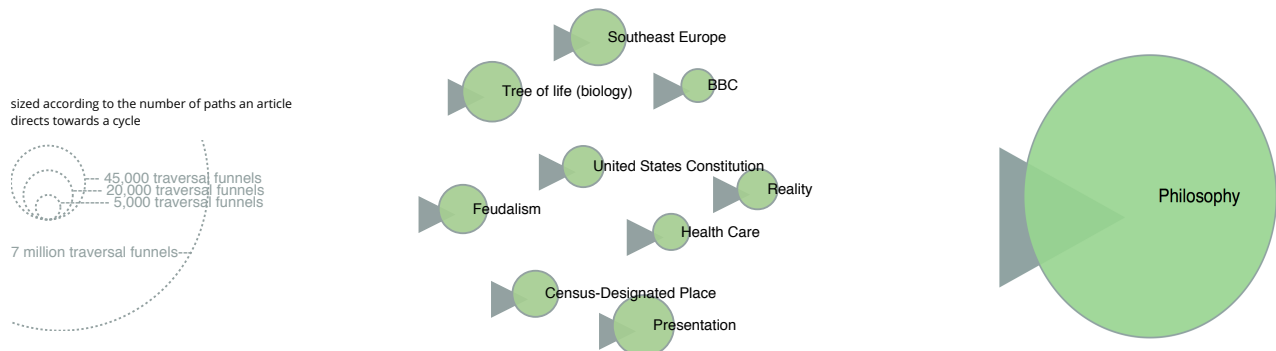 sized according to the number of paths an article
directs towards a cycle
45,000 traversal funnels
20,000 traversal funnels
5,000 traversal funnels
7 million traversal funnels
Southeast Europe
Tree of life (biology)
BBC
United States Constitution
Reality
Feudalism
Health Care
Census-Designated Place
Presentation
Philosophy